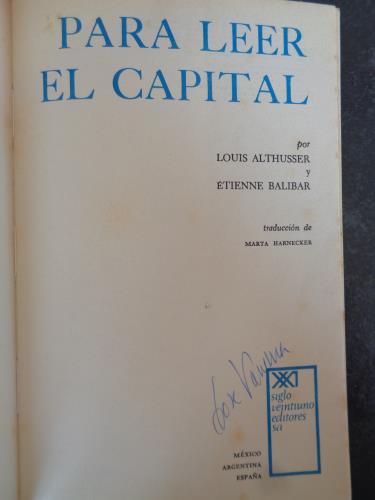 PARA LEER
EL CAPITAL
por
LOUIS ALTHUSSER
y
ÉTIENNE BALIBAR
traducción de
MARTA HARNECKER
siglo
veintiuno
editores
sa
MÉXICO
ARGENTINA
ESPAÑA